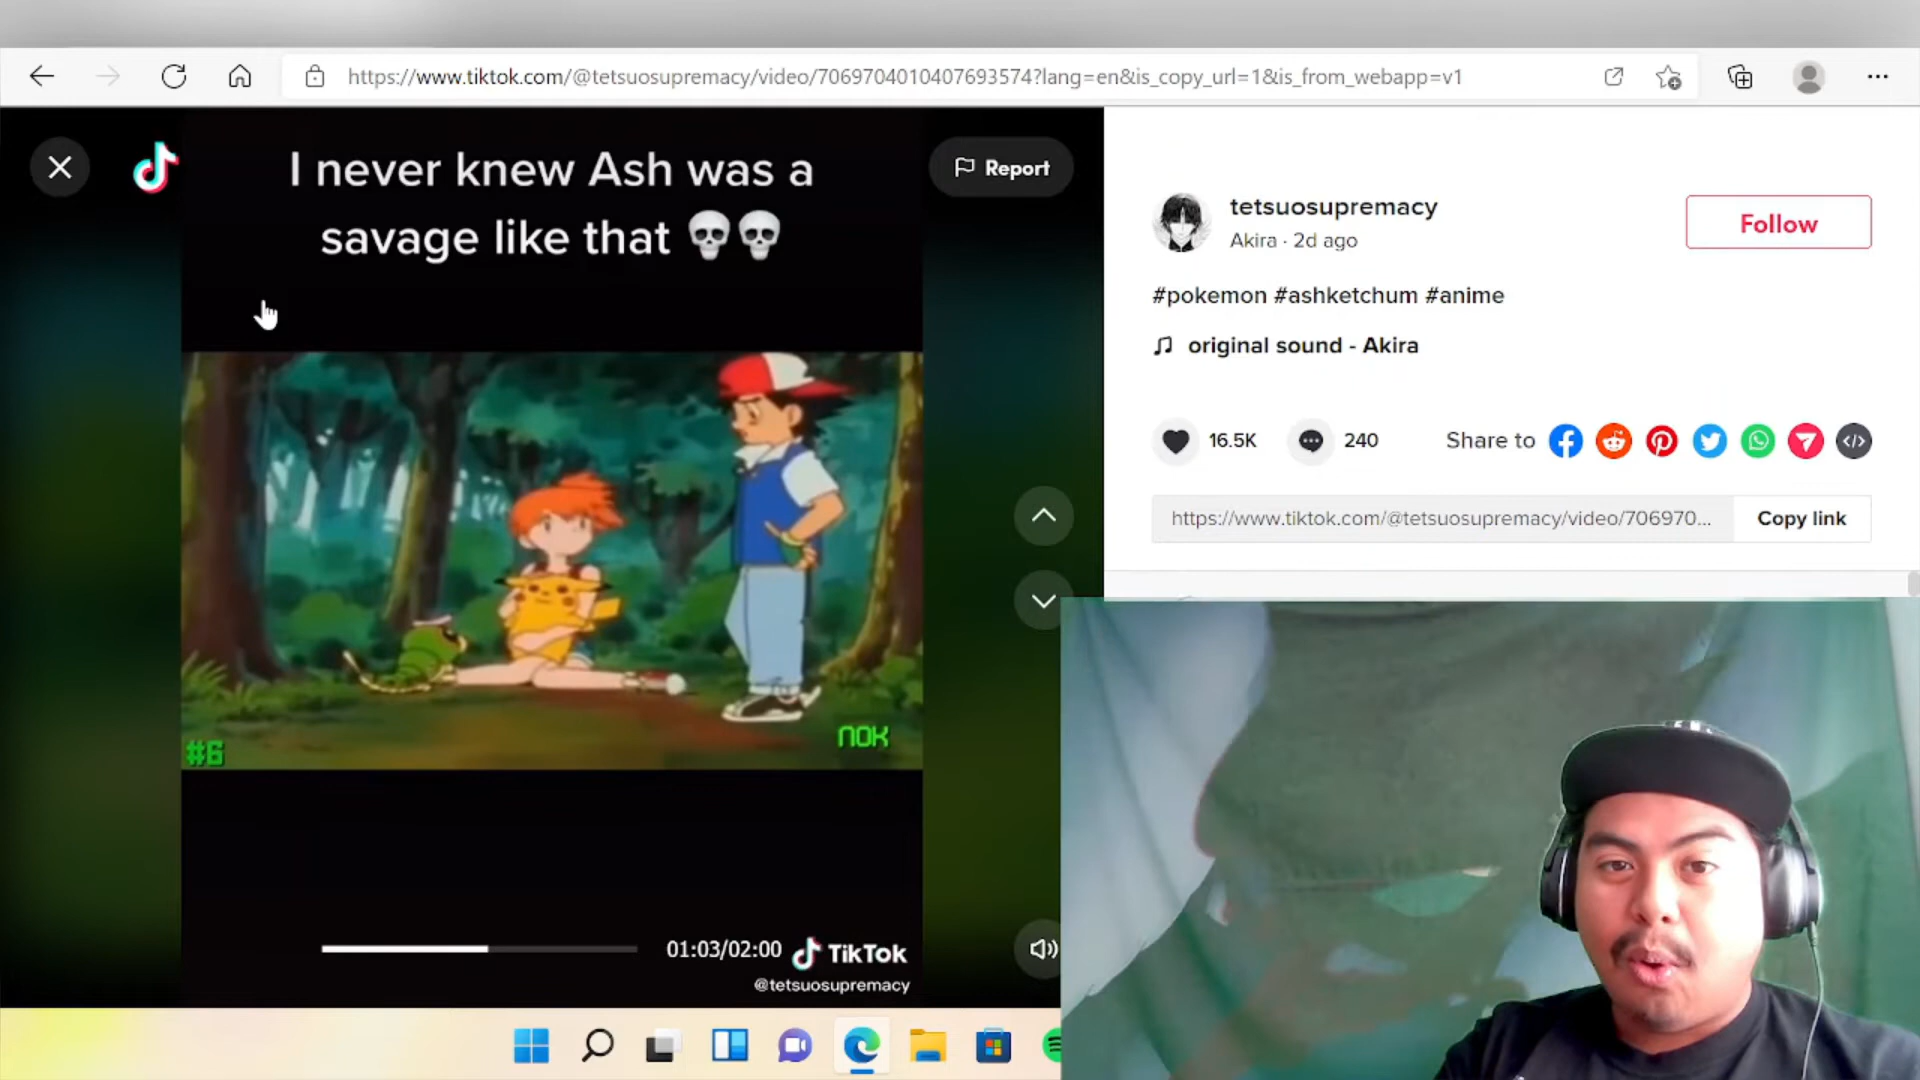 https://www.tiktok.com/@tetsuosupremacy/video/7069704010407693574?lang=en&is_copy_url=1&is_from_webapp=v1
I never knew Ash was a
savage like that 💀💀
Report
#6
nok
01:03/02:00
TikTok
@tetsuosupremacy
tetsuosupremacy
Akira · 2d ago
Follow
#pokemon #ashketchum #anime
original sound - Akira
16.5K
240
Share to
https://www.tiktok.com/@tetsuosupremacy/video/706970...
Copy link